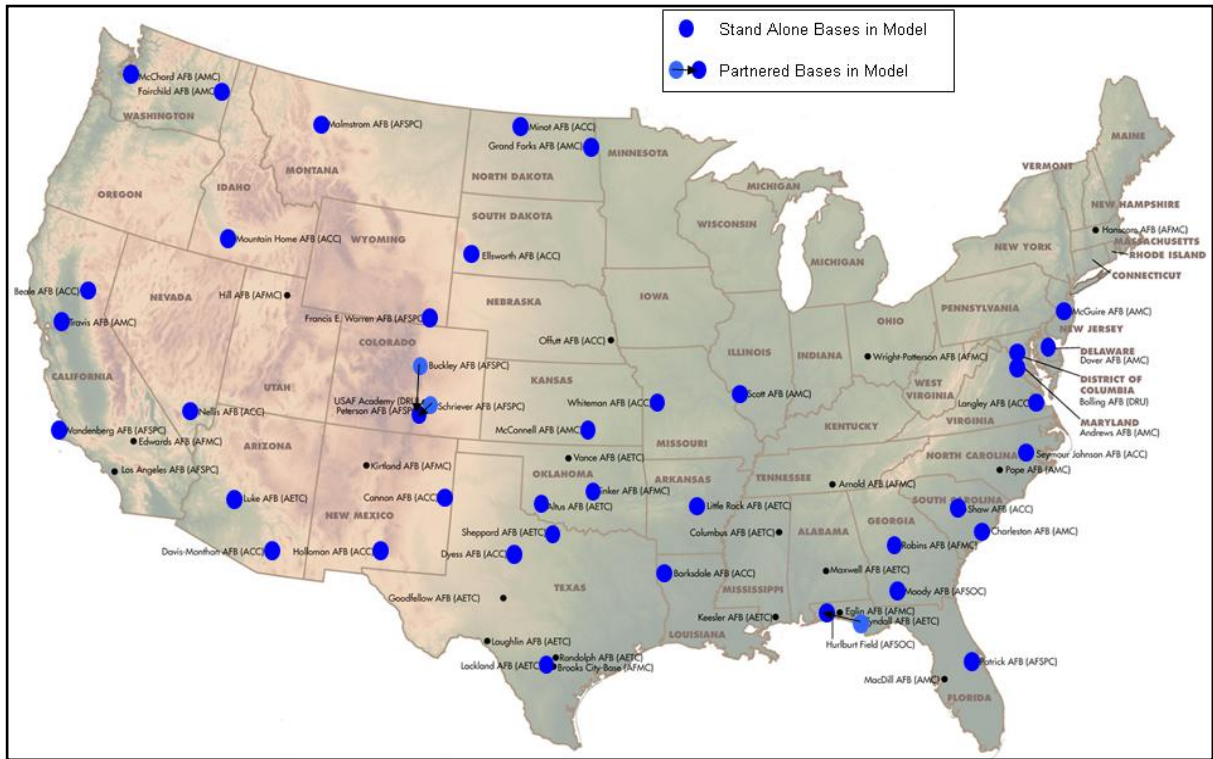 Stand Alone Bases in Model
Partnered Bases in Model
McChord AFB (AMC)
Fairchild AFB (AMC)
WASHINGTON
Malmstrom AFB (AFSPC)
Minot AFB (ACC)
Grand Forks AFB (AMC)
MINNESOTA
MAINE
VERMONT
MONTANA
NORTH DAKOTA
MICHIGAN
OREGON
IDAHO
NEW HAMPSHIRE
SOUTH DAKOTA
WISCONSIN
Hanscom AFB (AFMC)
Mountain Home AFB (ACC)
WYOMING
NEW YORK
MASSACHUSETTS
RHODE ISLAND
Ellsworth AFB (ACC)
MICHIGAN
CONNECTICUT
Beale AFB (ACC)
NEVADA
Hill AFB (AFMC)
NEBRASKA
IOWA
PENNSYLVANIA
Travis AFB (AMC)
Francis E. Warren AFB (AFSPC)
OHIO
McGuire AFB (AMC)
NEW JERSEY
COLORADO
Offutt AFB (ACC)
ILLINOIS
INDIANA
Wright-Patterson AFB (AFMC)
DELAWARE
Dover AFB (AMC)
Buckley AFB (AFSPC)
CALIFORNIA
UTAH
KANSAS
WEST
VIRGINIA
DISTRICT OF
COLUMBIA
Bolling AFB (DRU)
USAF Academy (DRU)
Peterson AFB (AFSPC)
Schriever AFB (AFSPC)
Whiteman AFB (ACC)
Scott AFB (AMC)
Langley AFB (ACC)
Nellis AFB (ACC)
VIRGINIA
MARYLAND
Andrews AFB (AMC)
Vandenberg AFB (AFSPC)
McConnell AFB (AMC)
KENTUCKY
Edwards AFB (AFMC)
ARIZONA
MISSOURI
Seymour Johnson AFB (ACC)
NORTH CAROLINA
Los Angeles AFB (AFSPC)
Kirtland AFB (AFMC)
Vance AFB (AETC)
OKLAHOMA
Pope AFB (AMC)
TENNESSEE
ARKANSAS
Arnold AFB (AFMC)
Luke AFB (AETC)
Cannon AFB (ACC)
Tinker AFB (AFMC)
Altus AFB (AETC)
Little Rock AFB (AETC)
SOUTH CAROLINA
Shaw AFB (ACC)
NEW MEXICO
GEORGIA
ALABAMA
Sheppard AFB (AETC)
Columbus AFB (AETC)
Charleston AFB (AMC)
Davis-Monthan AFB (ACC)
Holloman AFB (ACC)
Dyess AFB (ACC)
Robins AFB (AFMC)
Barksdale AFB (ACC)
Maxwell AFB (AETC)
TEXAS
MISSISSIPPI
Moody AFB (AFSOC)
Goodfellow AFB (AETC)
Keesler AFB (AETC)
Eglin AFB (AFMC)
Tyndall AFB (AETC)
LOUISIANA
Hurlburt Field (AFSOC)
Laughlin AFB (AETC)
Randolph AFB (AETC)
Lackland AFB (AETC)
Brooks City-Base (AFMC)
Patrick AFB (AFSPC)
MacDill AFB (AMC)
FLORIDA